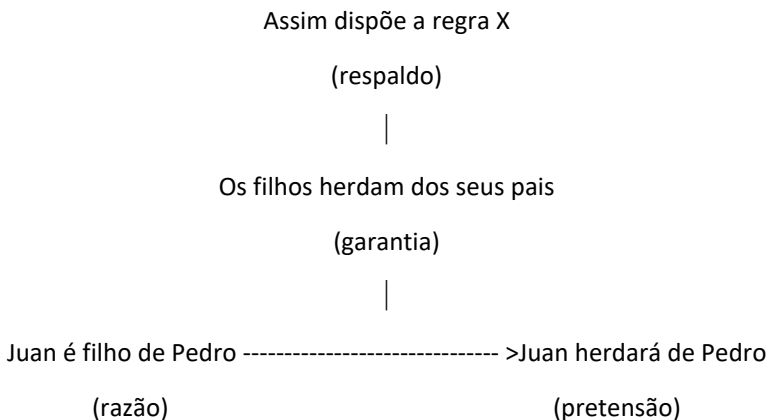 Assim dispõe a regra X
(respaldo)
Os filhos herdam dos seus pais
(garantia)
Juan é filho de Pedro ------------------------------- >Juan herdará de Pedro
(razão) (pretensão)